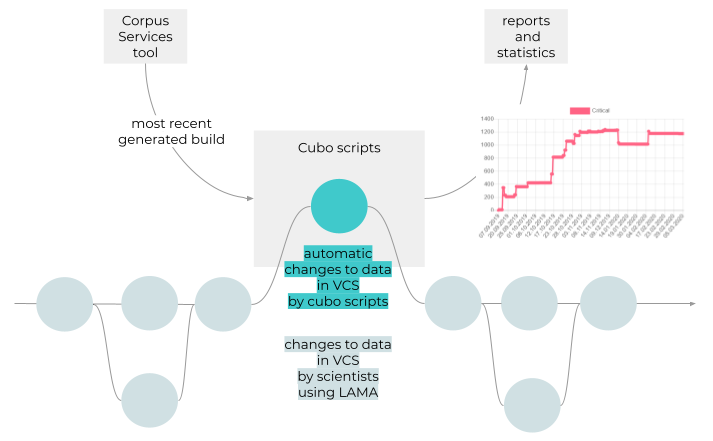 Corpus
Services
tool
reports
and
statistics
most recent
generated build
Cubo scripts
Critical
1400
1200
1000
800
600
400
200
0
automatic
changes to data
in VCS
by cubo scripts
changes to data
in VCS
by scientists
using LAMA